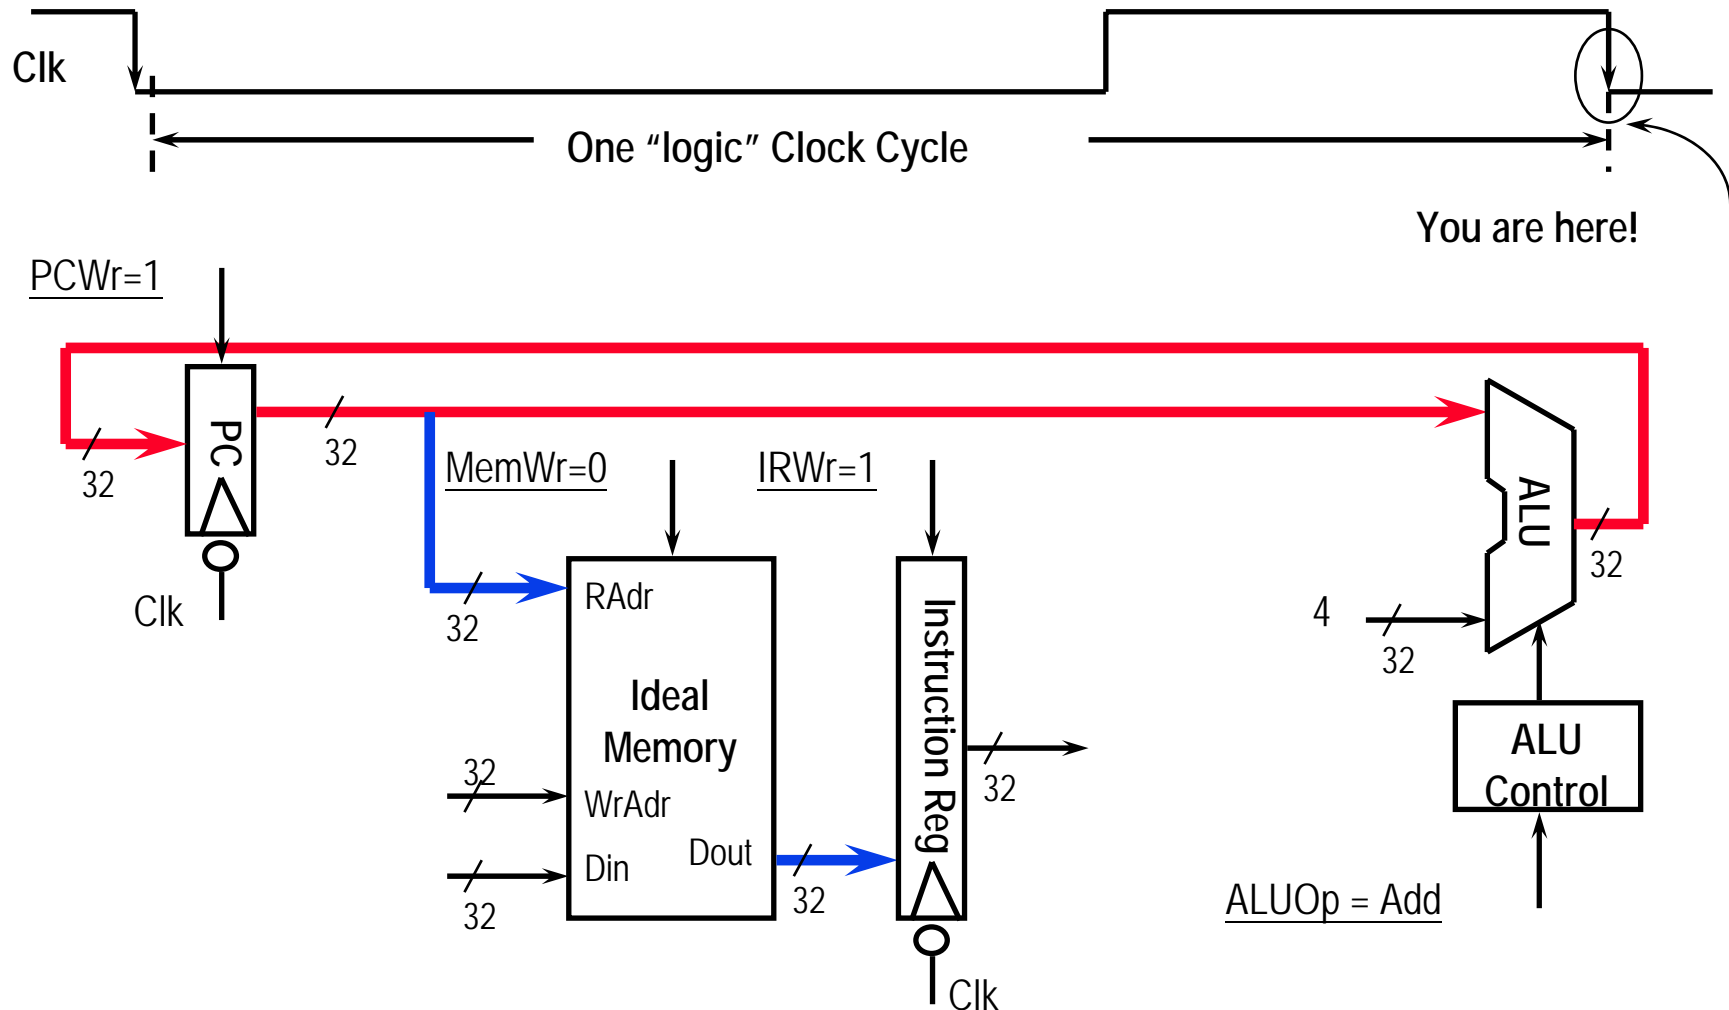 Clk
One “logic” Clock Cycle
You are here!
PCWr=1
PC
32
32
MemWr=0
IRWr=1
ALU
32
Clk
32
RAdr
4
32
Ideal
Memory
Instruction Reg
32
ALU
Control
32
WrAdr
Dout
32
Din
32
ALUOp = Add
Clk